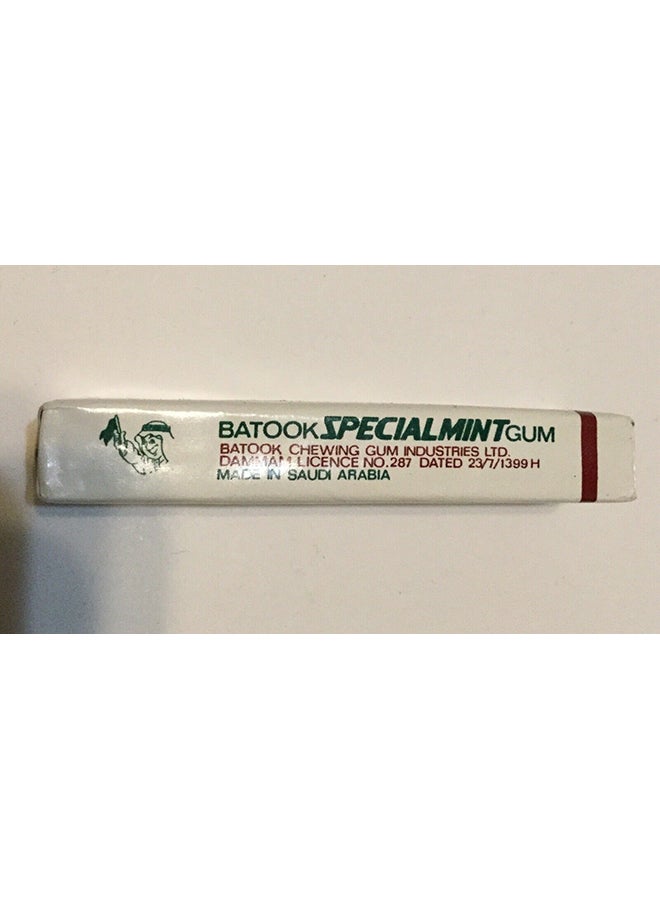 BATOOK SPECIALMINT GUM
BATOOK CHEWING GUM INDUSTRIES LTD.
DAMMAM LICENCE NO.287 DATED 23/7/1399H
MADE IN SAUDI ARABIA